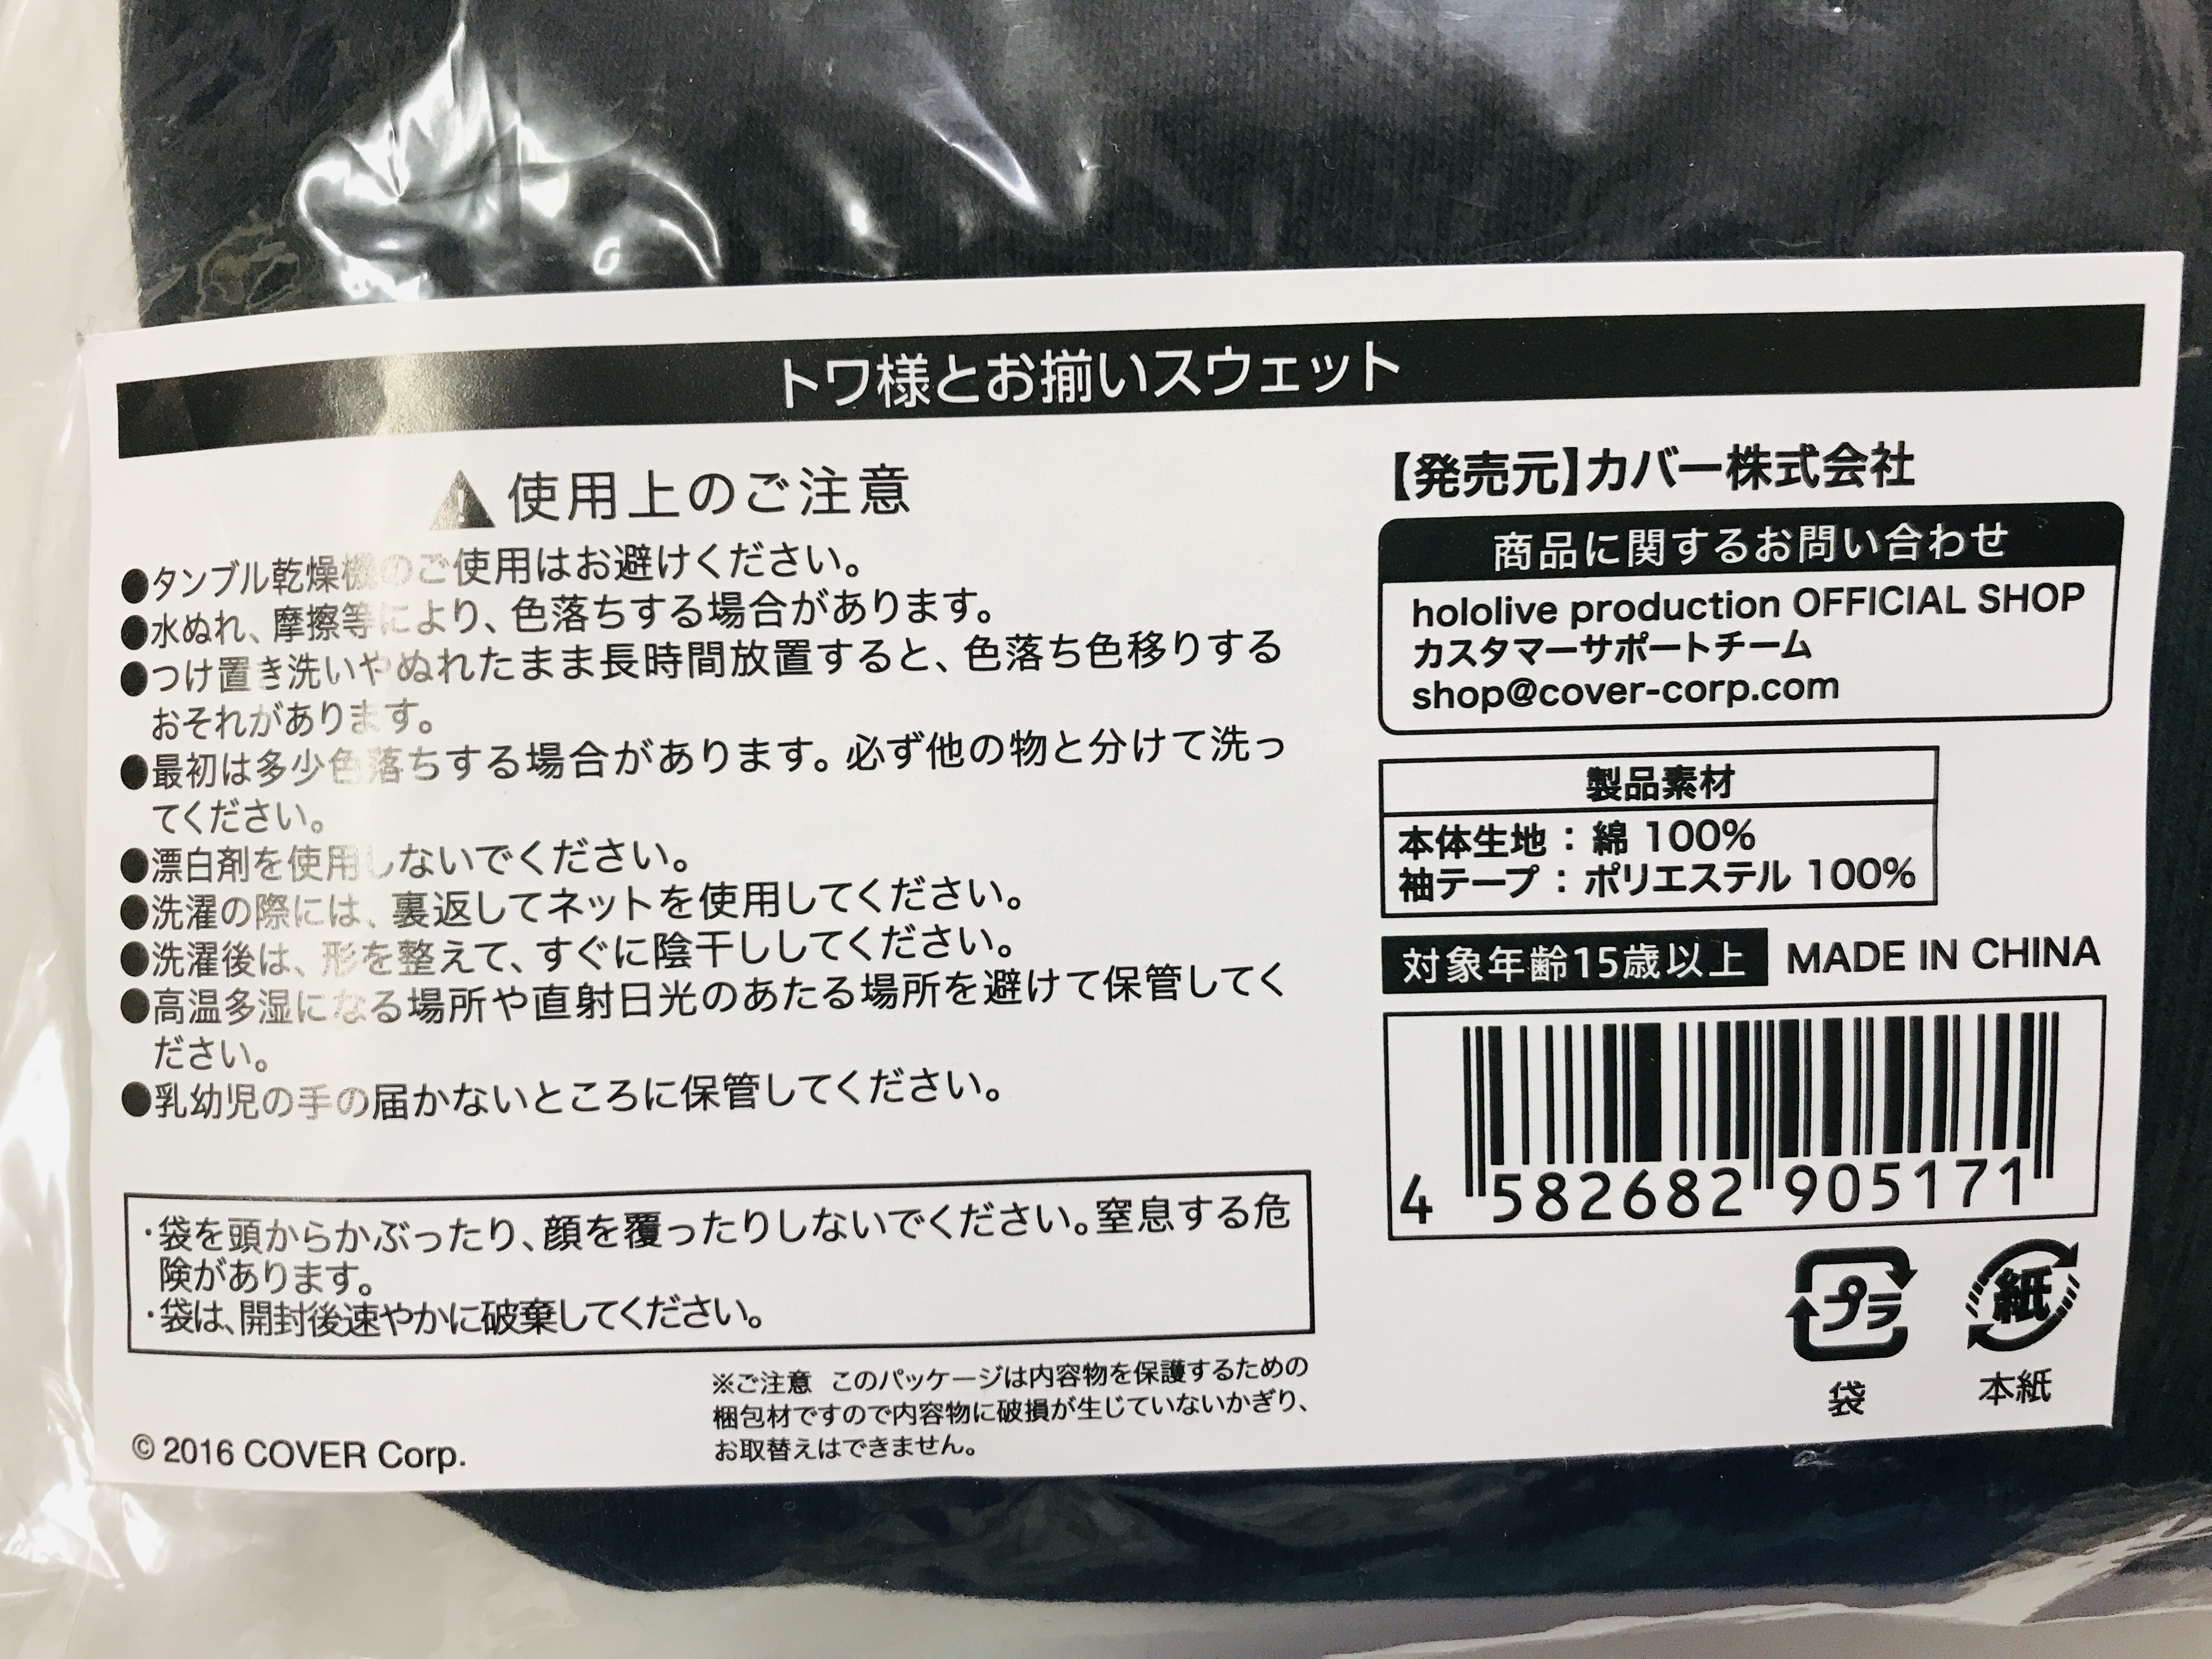 トワ様とお揃いスウェット
使用上のご注意
●タンブル乾燥機のご使用はお避けください。
●水ぬれ、摩擦等により、色落ちする場合があります。
●つけ置き洗いやぬれたまま長時間放置すると、色落ち色移りする
おそれがあります。
●最初は多少色落ちする場合があります。必ず他の物と分けて洗っ
てください。
●漂白剤を使用しないでください。
●洗濯の際には、裏返してネットを使用してください。
●洗濯後は、形を整えて、すぐに陰干ししてください。
●高温多湿になる場所や直射日光のあたる場所を避けて保管してく
ださい。
●乳幼児の手の届かないところに保管してください。
・袋を頭からかぶったり、顔を覆ったりしないでください。窒息する危
険があります。
・袋は、開封後速やかに破棄してください。
※ご注意 このパッケージは内容物を保護するための
梱包材ですので内容物に破損が生じていないかぎり、
お取替えはできません。
© 2016 COVER Corp.
【発売元】カバー株式会社
商品に関するお問い合わせ
hololive production OFFICIAL SHOP
カスタマーサポートチーム
shop@cover-corp.com
製品素材
本体生地：綿 100%
袖テープ：ポリエステル 100%
対象年齢15歳以上 MADE IN CHINA
4 582682 905171
プラ 紙
袋 本紙